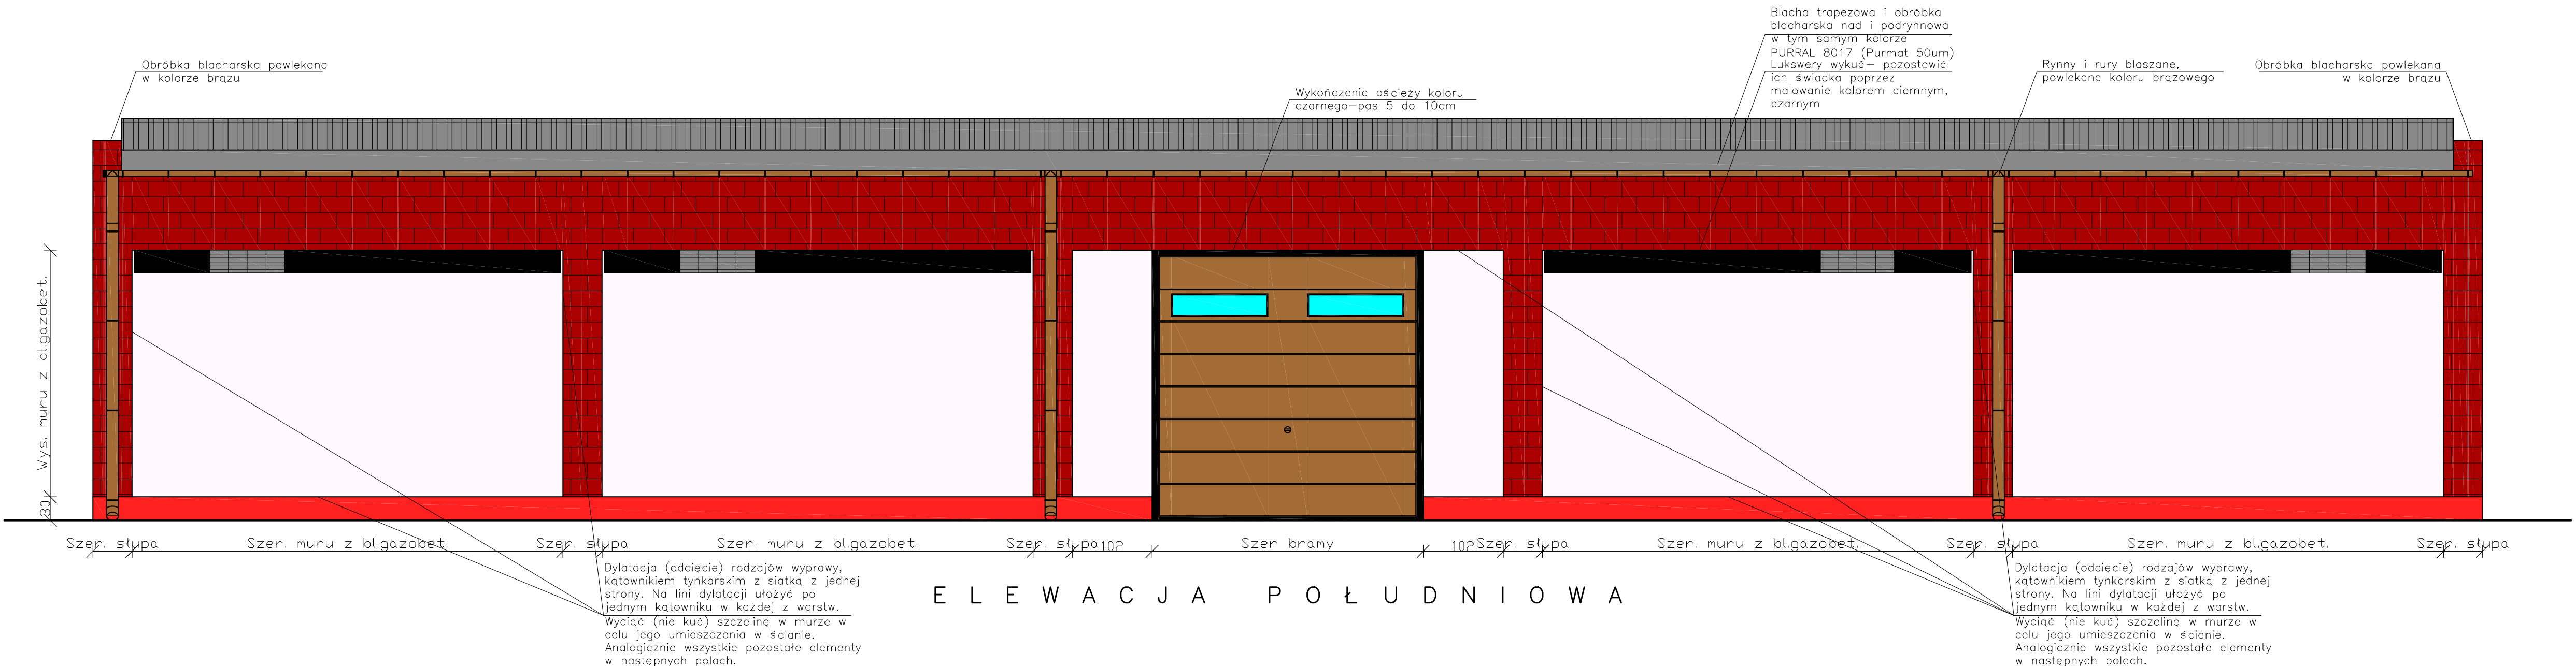 Blacha trapezowa i obróbka
blacharska nad i podrynnowa
w tym samym kolorze
PURRAL 8017 (Purmat 50um)
Lukswery wykuć- pozostawić
ich świadka poprzez
malowanie kolorem ciemnym,
czarnym
Obróbka blacharska powlekana
w kolorze brązu
Wykończenie ościeży koloru
czarnego-pas 5 do 10cm
Rynny i rury blaszane,
powlekane koloru brązowego
Obróbka blacharska powlekana
w kolorze brązu
Wys. muru z bl.gazobet.
30
Szer. słupa
Szer. muru z bl.gazobet.
Szer. słupa
Szer. muru z bl.gazobet.
Szer. słupa
102
Szer bramy
102
Szer. słupa
Szer. muru z bl.gazobet.
Szer. słupa
Szer. muru z bl.gazobet.
Szer. słupa
Dylatacja (odcięcie) rodzajów wyprawy,
kątownikiem tynkarskim z siatką z jednej
strony. Na lini dylatacji ułożyć po
jednym kątowniku w każdej z warstw.
Wyciąć (nie kuć) szczelinę w murze w
celu jego umieszczenia w ścianie.
Analogicznie wszystkie pozostałe elementy
w następnych polach.
ELEWACJA POŁUDNIOWA
Dylatacja (odcięcie) rodzajów wyprawy,
kątownikiem tynkarskim z siatką z jednej
strony. Na lini dylatacji ułożyć po
jednym kątowniku w każdej z warstw.
Wyciąć (nie kuć) szczelinę w murze w
celu jego umieszczenia w ścianie.
Analogicznie wszystkie pozostałe elementy
w następnych polach.